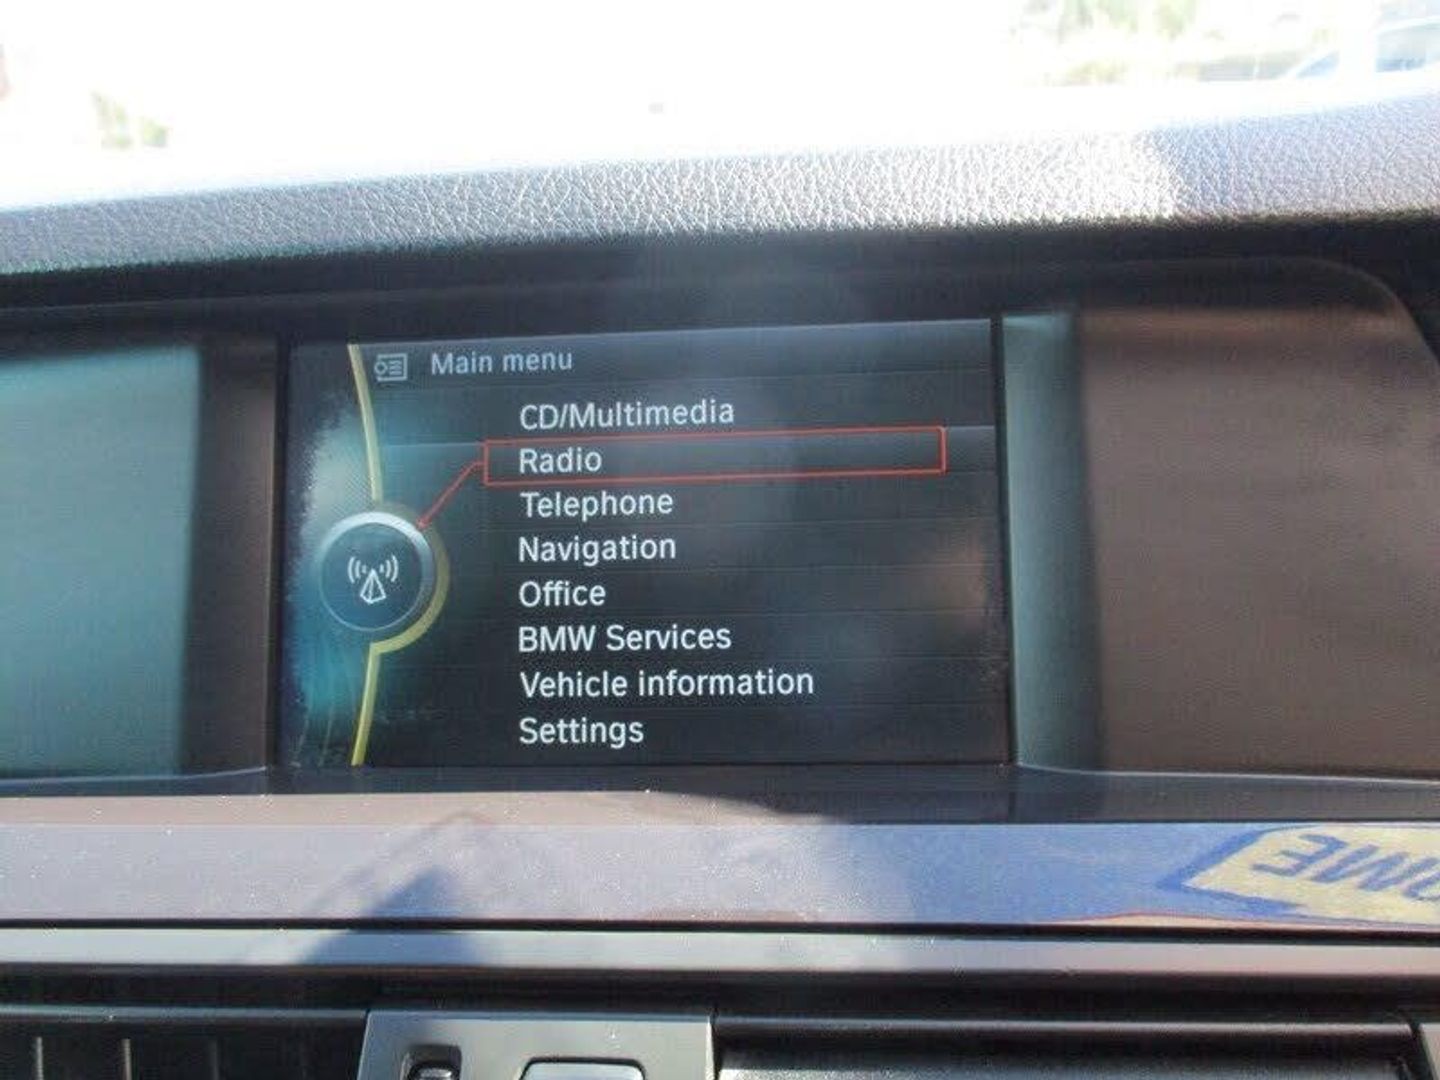 Main menu
CD/Multimedia
Radio
Telephone
Navigation
Office
BMW Services
Vehicle information
Settings